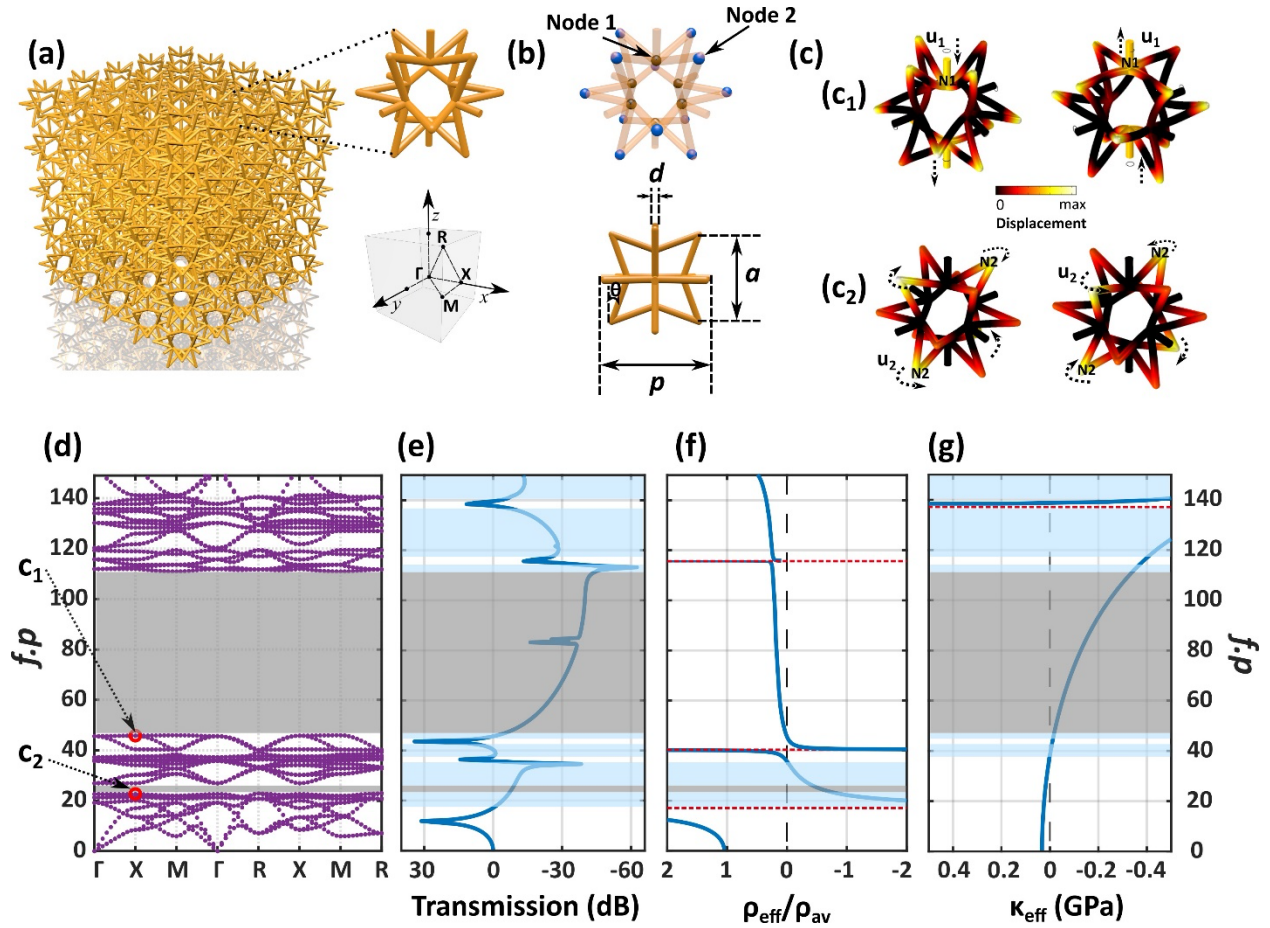 (a)
(b)
Node 1
Node 2
(c)
u1
N1
u1
N1
(c1)
0
max
Displacement
d
a
θ
p
z
R
Γ
X
y
M
x
(c2)
u2
N2
N2
u2
N2
N2
(d)
(e)
(f)
(g)
f.p
140
120
100
80
60
40
20
0
c1
c2
Γ X M Γ R X M R
30 0 -30 -60
Transmission (dB)
2 1 0 -1 -2
ρeff/ρav
0.4 0.2 0 -0.2 -0.4
κeff (GPa)
140
120
100
80
60
40
20
0
f.p